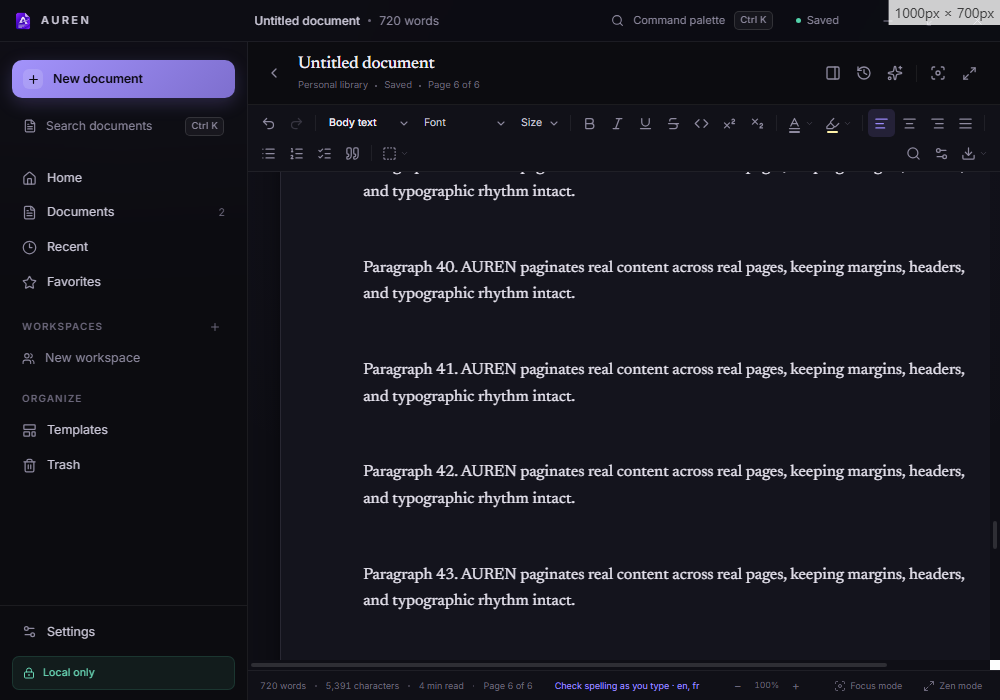 AUREN
Untitled document • 720 words
Command palette Ctrl K
Saved
1000px × 700px
New document
Search documents Ctrl K
Home
Documents 2
Recent
Favorites
WORKSPACES
New workspace
ORGANIZE
Templates
Trash
Settings
Local only
Untitled document
Personal library • Saved • Page 6 of 6
Body text Font Size
and typographic rhythm intact.
Paragraph 40. AUREN paginates real content across real pages, keeping margins, headers,
and typographic rhythm intact.
Paragraph 41. AUREN paginates real content across real pages, keeping margins, headers,
and typographic rhythm intact.
Paragraph 42. AUREN paginates real content across real pages, keeping margins, headers,
and typographic rhythm intact.
Paragraph 43. AUREN paginates real content across real pages, keeping margins, headers,
and typographic rhythm intact.
720 words · 5,391 characters · 4 min read · Page 6 of 6 Check spelling as you type · en, fr − 100% + Focus mode Zen mode